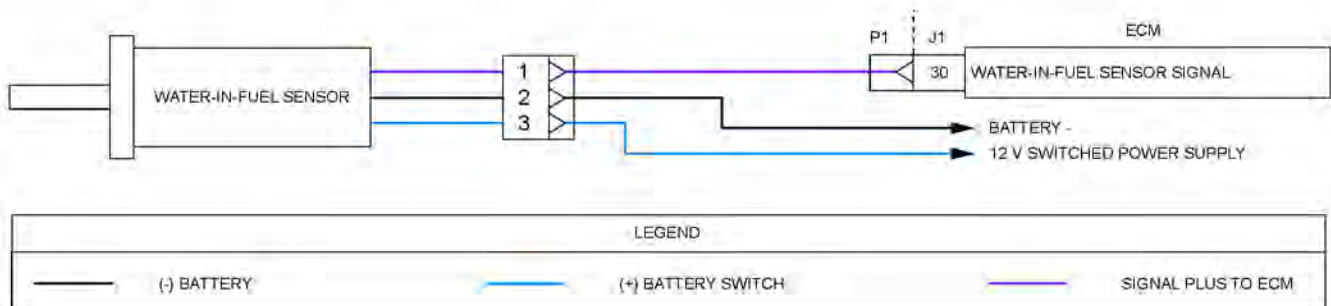 ECM
P1 J1
1
30 WATER-IN-FUEL SENSOR SIGNAL
WATER-IN-FUEL SENSOR
2
3
BATTERY -
12 V SWITCHED POWER SUPPLY
LEGEND
(-) BATTERY (+) BATTERY SWITCH SIGNAL PLUS TO ECM